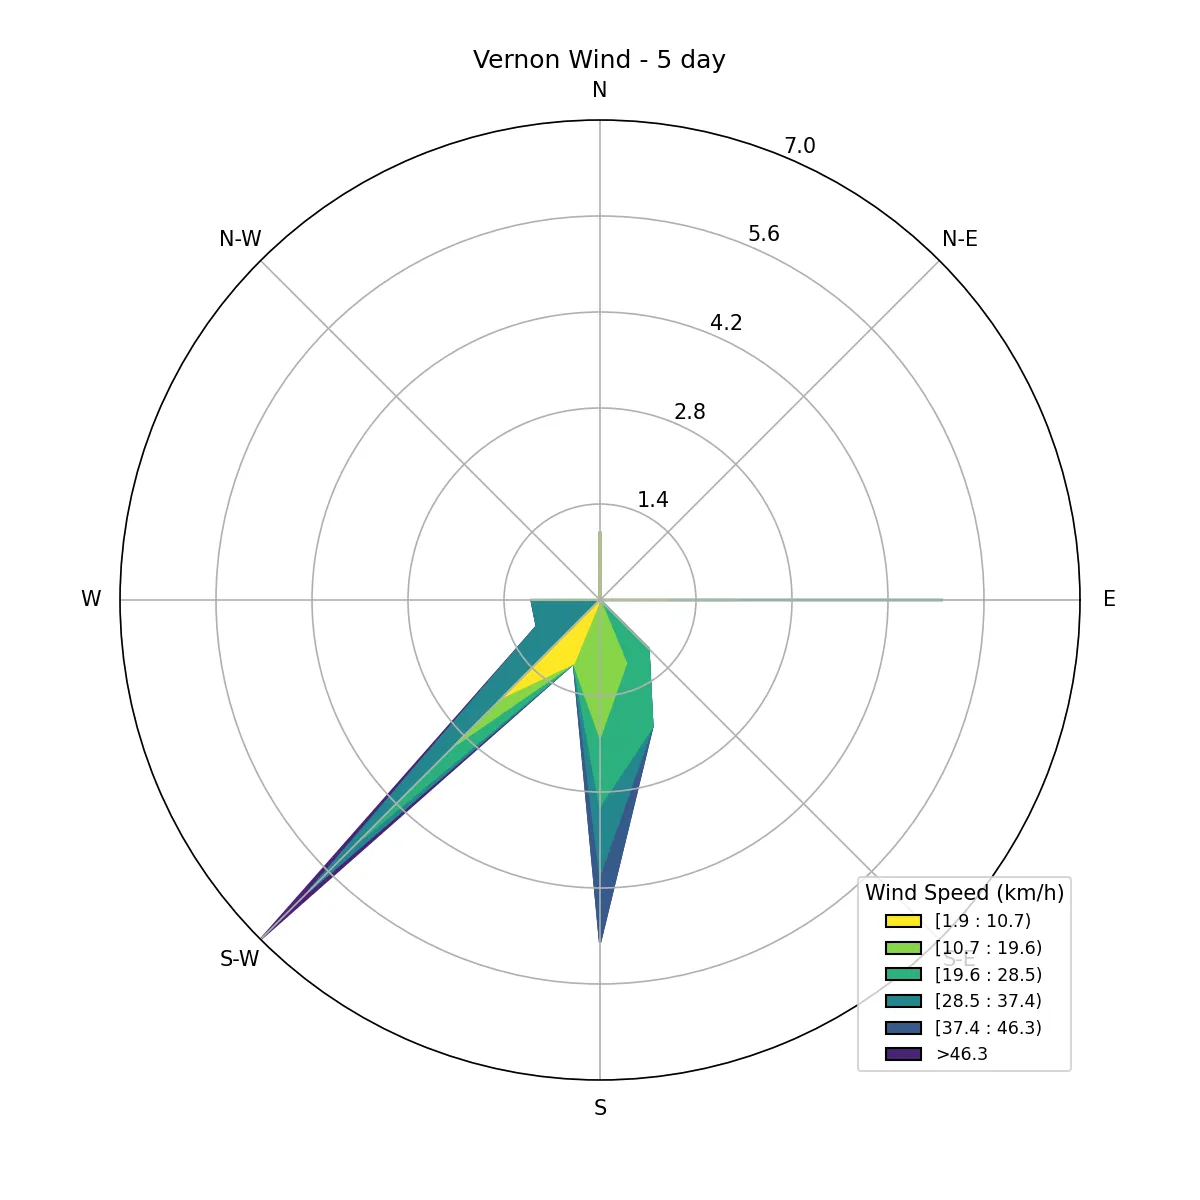 Vernon Wind - 5 day
N
7.0
5.6
N-W
N-E
4.2
2.8
1.4
W
E
S-W
S-E
S
Wind Speed (km/h)
[1.9 : 10.7)
[10.7 : 19.6)
[19.6 : 28.5)
[28.5 : 37.4)
[37.4 : 46.3)
>46.3